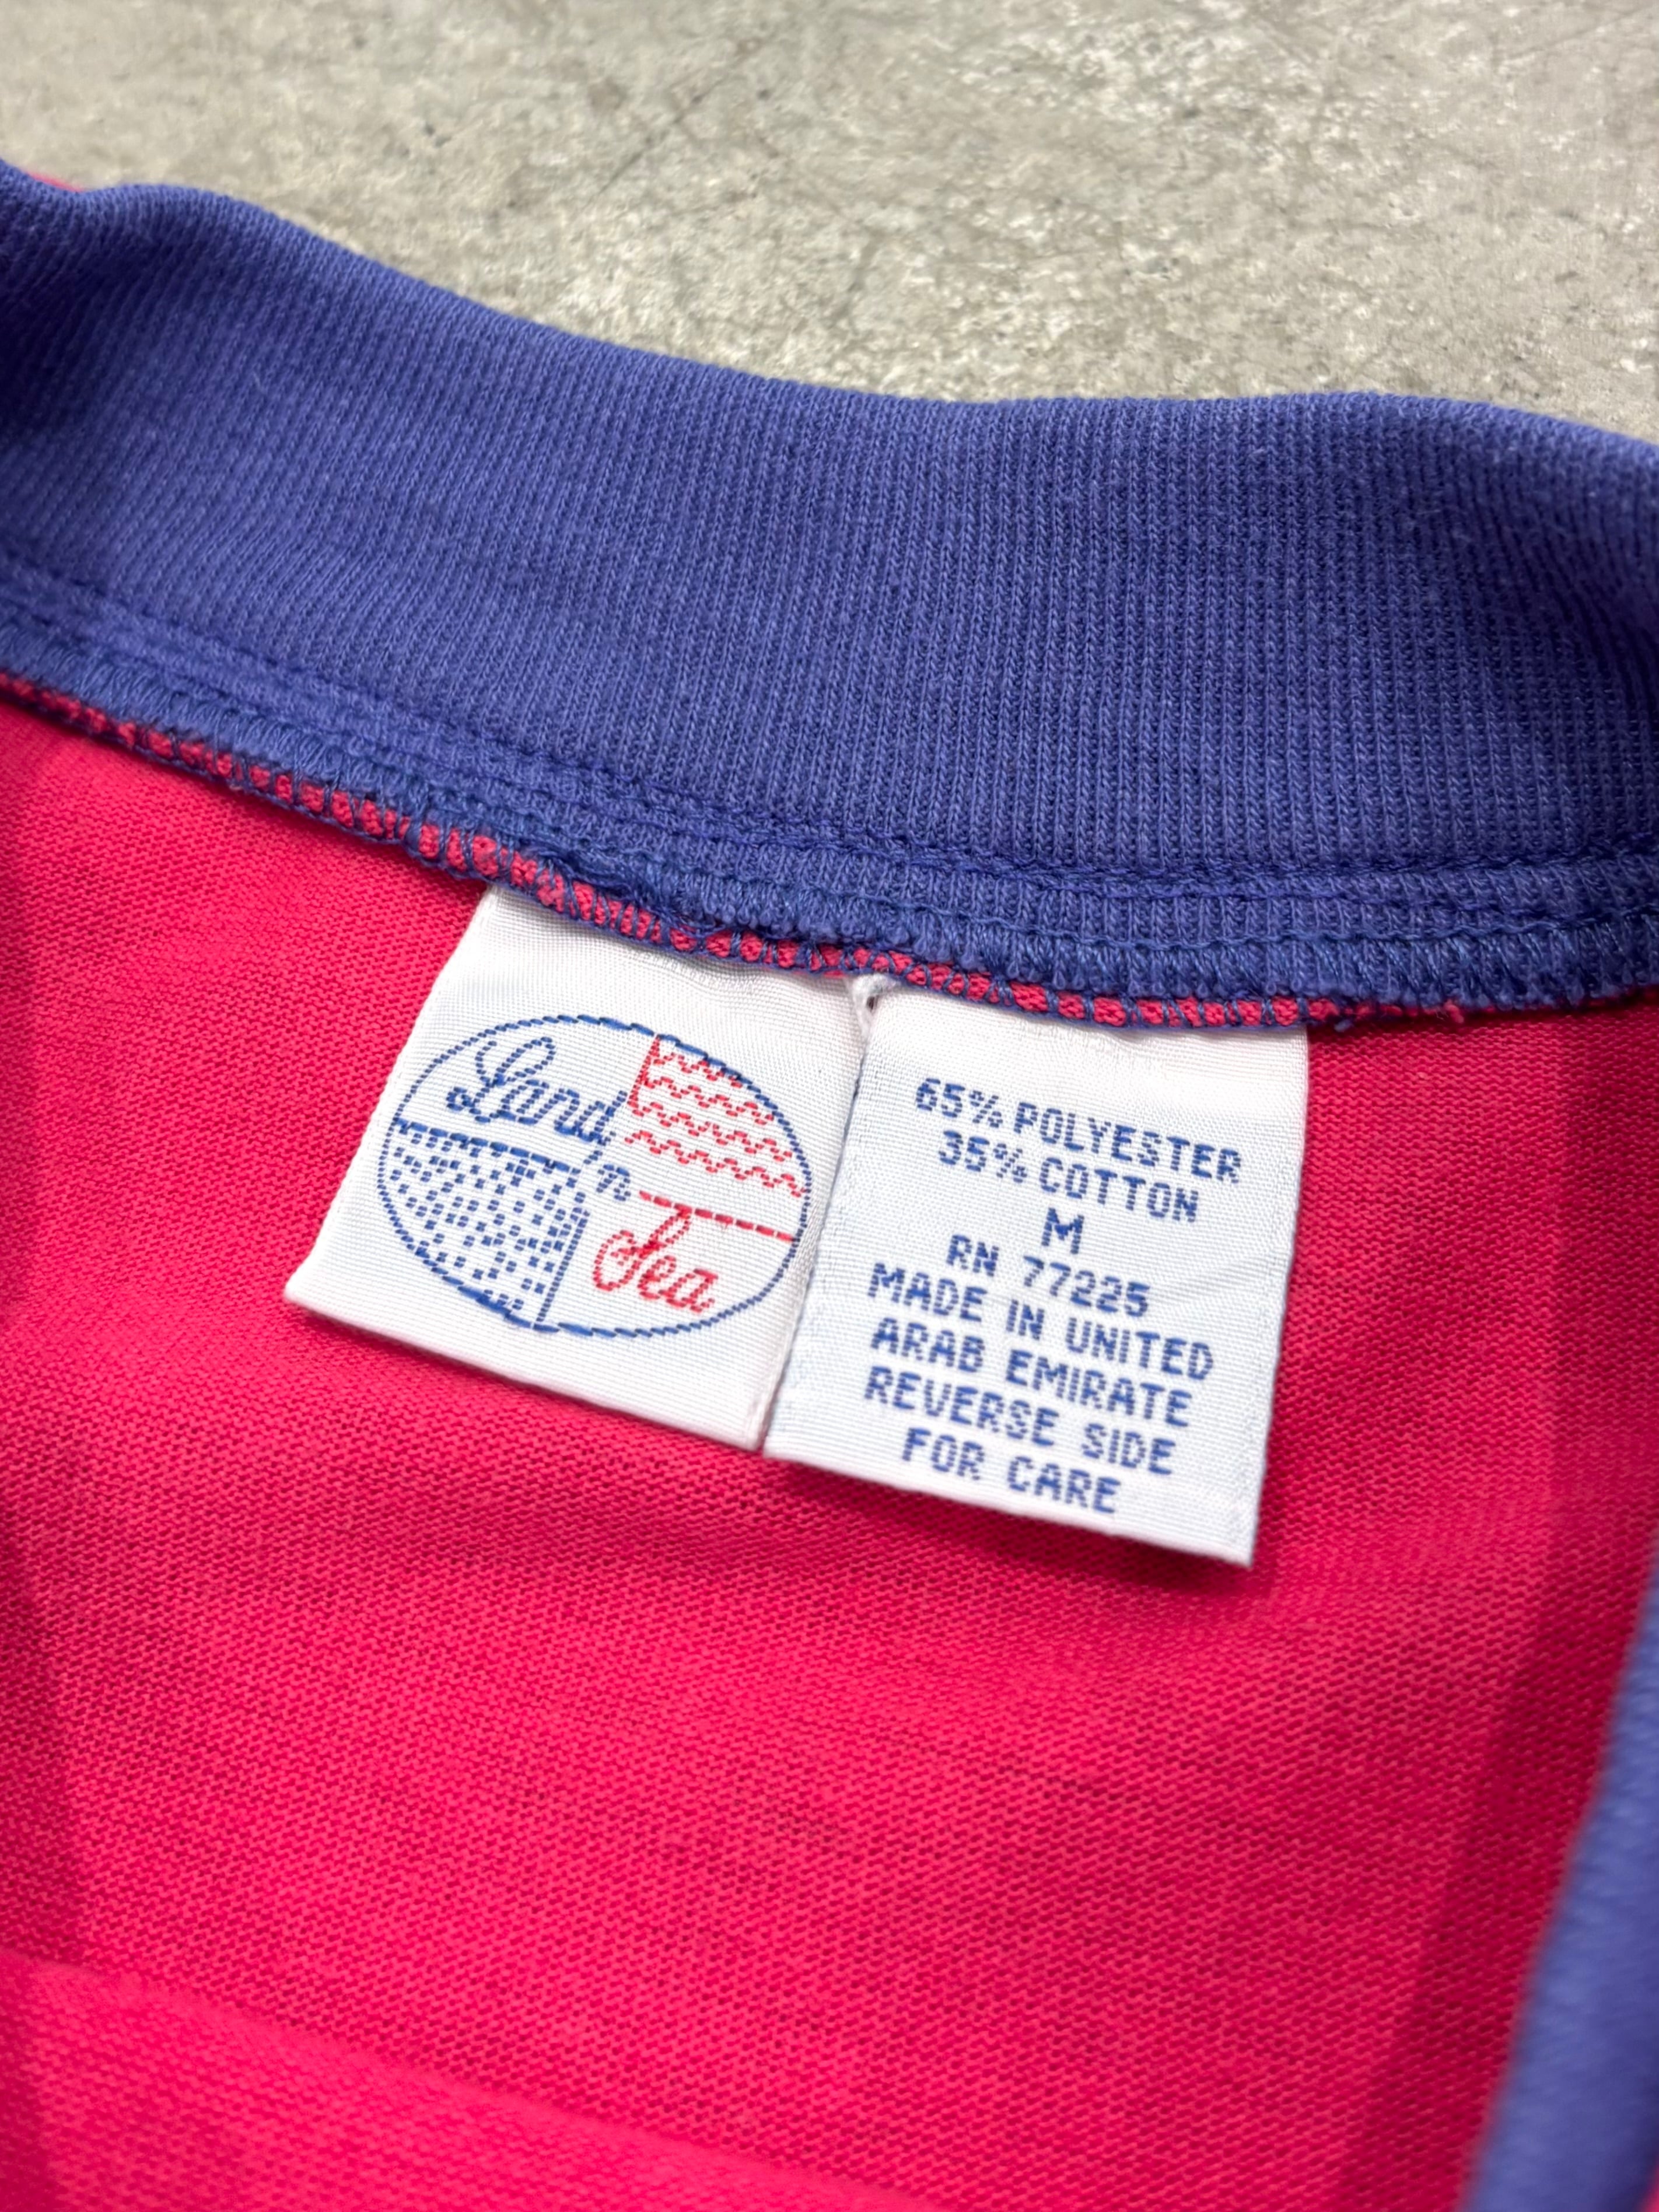 Land
n
Sea
65% POLYESTER
35% COTTON
M
RN 77225
MADE IN UNITED
ARAB EMIRATE
REVERSE SIDE
FOR CARE